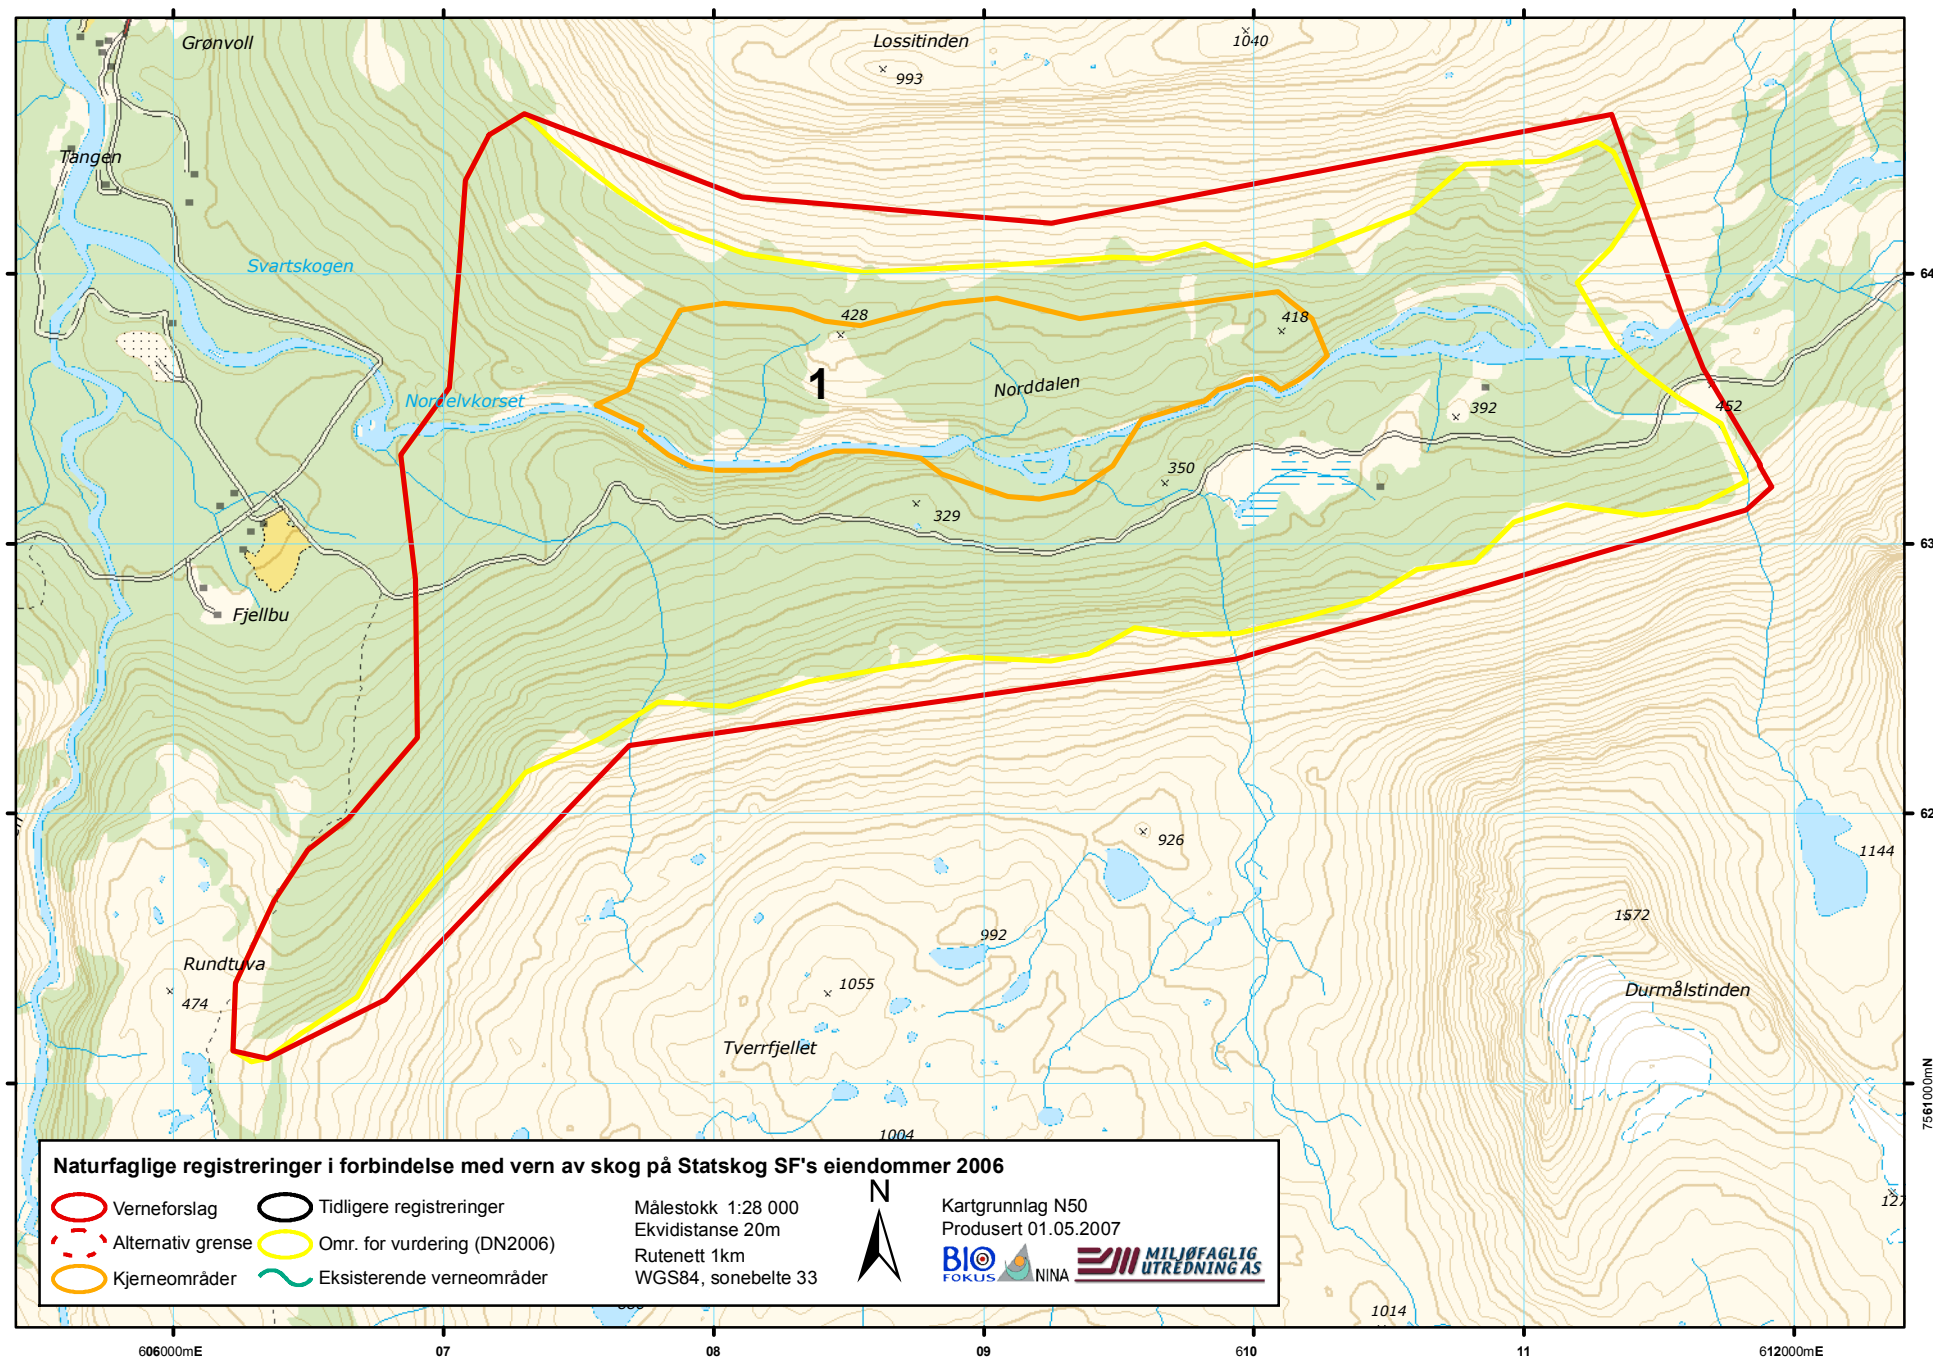 Grønvoll
Lossitinden
1040
993
Tangen
Svartskogen
64
428
418
1
Norddalen
Nordelvkorset
392
452
350
329
63
Fjellbu
62
926
1144
1572
992
Rundtuva
474
1055
Durmålstinden
Tverrfjellet
7561000mN
1004
Naturfaglige registreringer i forbindelse med vern av skog på Statskog SF's eiendommer 2006
Verneforslag
Tidligere registreringer
Målestokk 1:28 000
N
Kartgrunnlag N50
Ekvidistanse 20m
Produsert 01.05.2007
Alternativ grense
Omr. for vurdering (DN2006)
Rutenett 1km
Kjerneområder
Eksisterende verneområder
WGS84, sonebelte 33
BIO
FOKUS
NINA
MILJØFAGLIG
UTREDNING AS
1014
606000mE
07
08
09
610
11
612000mE